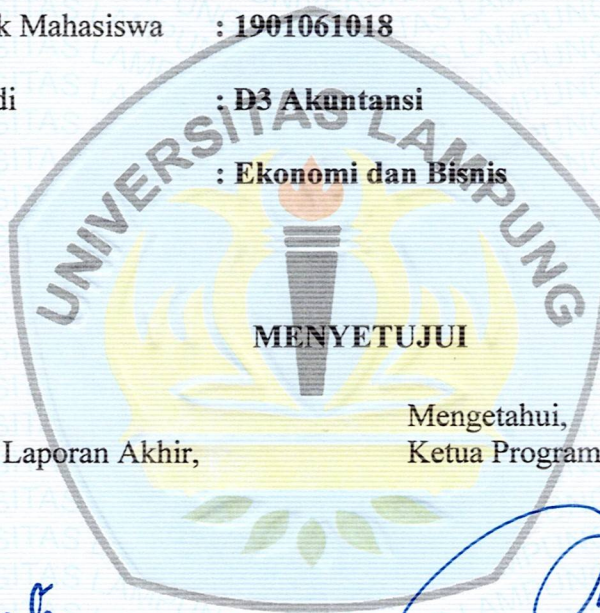 k Mahasiswa : 1901061018
di : D3 Akuntansi
: Ekonomi dan Bisnis
UNIVERSITAS LAMPUNG
MENYETUJUI
Mengetahui,
Laporan Akhir, Ketua Program